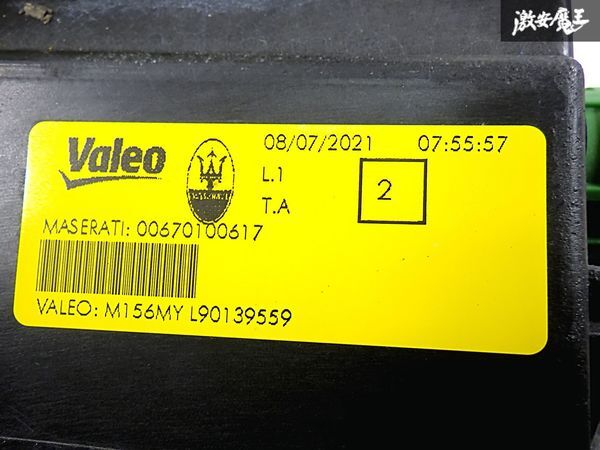 激安魔王
Valeo
08/07/2021 07:55:57
L.1
2
T.A
MASERATI: 00670100617
VALEO: M156MY L90139559